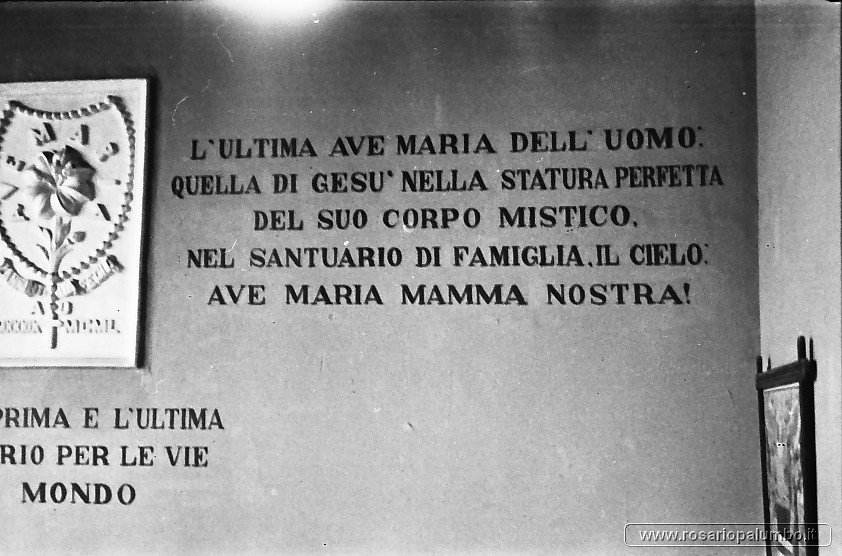 L'ULTIMA AVE MARIA DELL' UOMO:
QUELLA DI GESU' NELLA STATURA PERFETTA
DEL SUO CORPO MISTICO,
NEL SANTUARIO DI FAMIGLIA, IL CIELO:
AVE MARIA MAMMA NOSTRA!
PRIMA E L'ULTIMA
RIO PER LE VIE
MONDO
www.rosariopalumbo.it